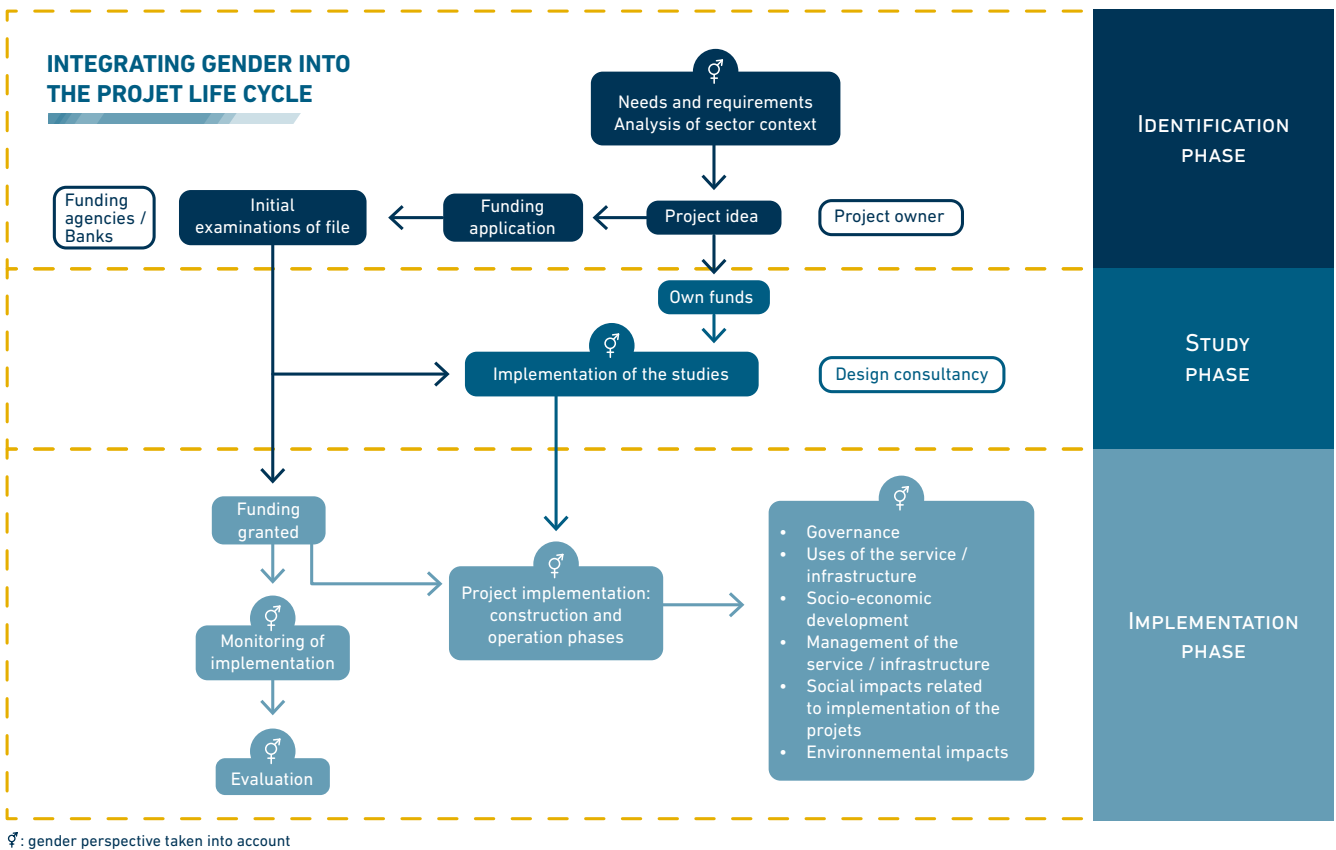 INTEGRATING GENDER INTO
THE PROJET LIFE CYCLE
Needs and requirements
Analysis of sector context
IDENTIFICATION
PHASE
Funding
agencies /
Banks
Initial
examinations of file
Funding
application
Project idea
Project owner
Own funds
Implementation of the studies
Design consultancy
STUDY
PHASE
Funding
granted
Monitoring of
implementation
Evaluation
Project implementation:
construction and
operation phases
• Governance
• Uses of the service /
infrastructure
• Socio-economic
development
• Management of the
service / infrastructure
• Social impacts related
to implementation of the
projets
• Environnemental impacts
IMPLEMENTATION
PHASE
⚥: gender perspective taken into account